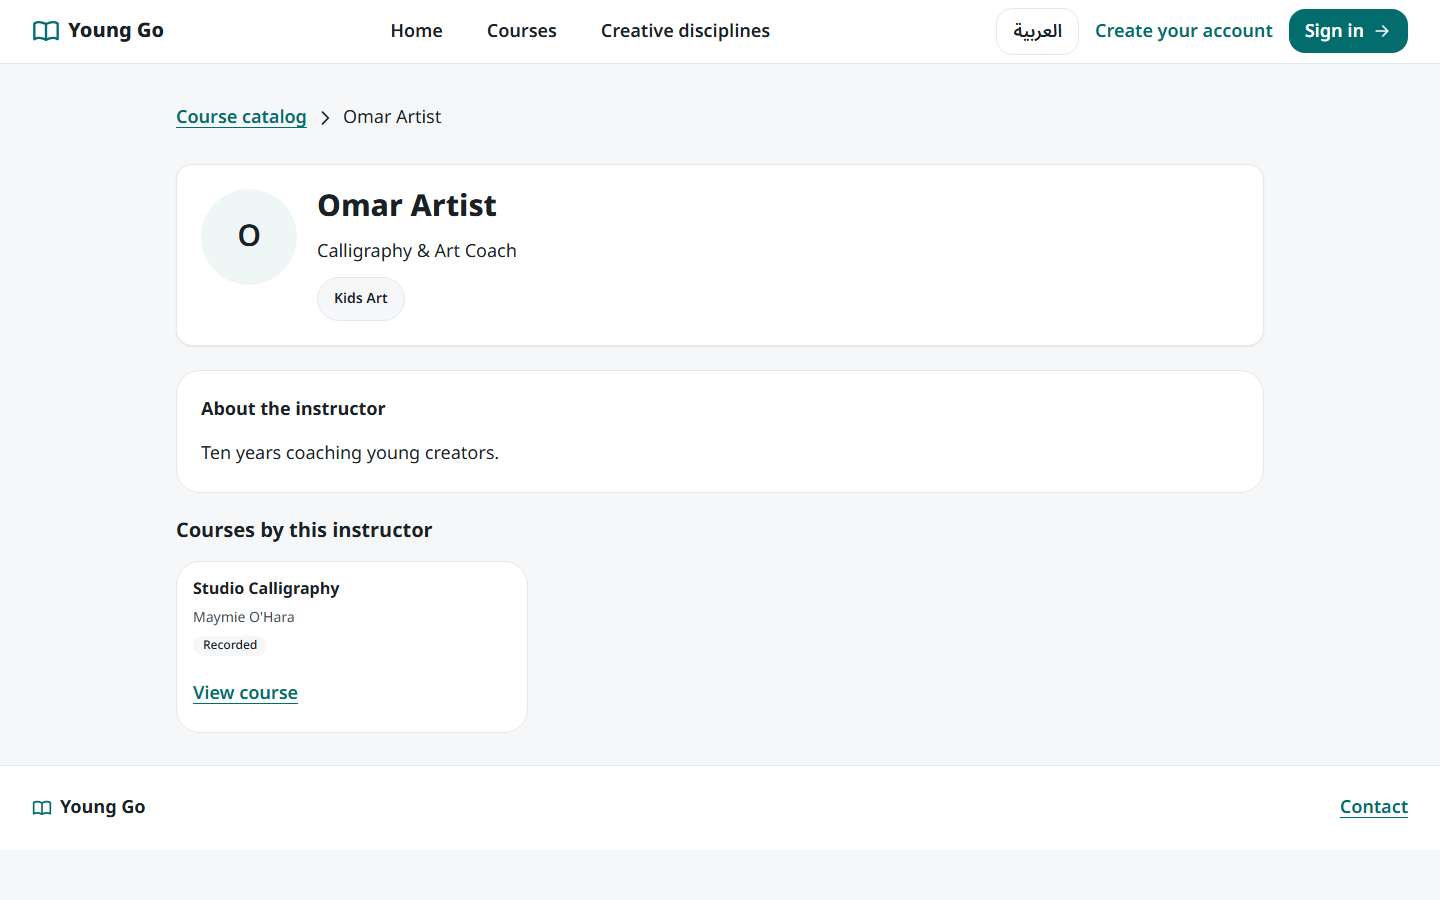 Young Go
Home
Courses
Creative disciplines
العربية
Create your account
Sign in
Course catalog
Omar Artist
O
Omar Artist
Calligraphy & Art Coach
Kids Art
About the instructor
Ten years coaching young creators.
Courses by this instructor
Studio Calligraphy
Maymie O'Hara
Recorded
View course
Young Go
Contact